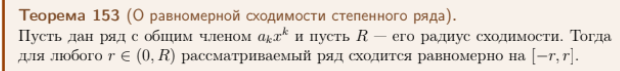 Теорема 153 (О равномерной сходимости степенного ряда).
Пусть дан ряд с общим членом $a_k x^k$ и пусть $R$ — его радиус сходимости. Тогда
для любого $r \in (0, R)$ рассматриваемый ряд сходится равномерно на $[-r, r]$.